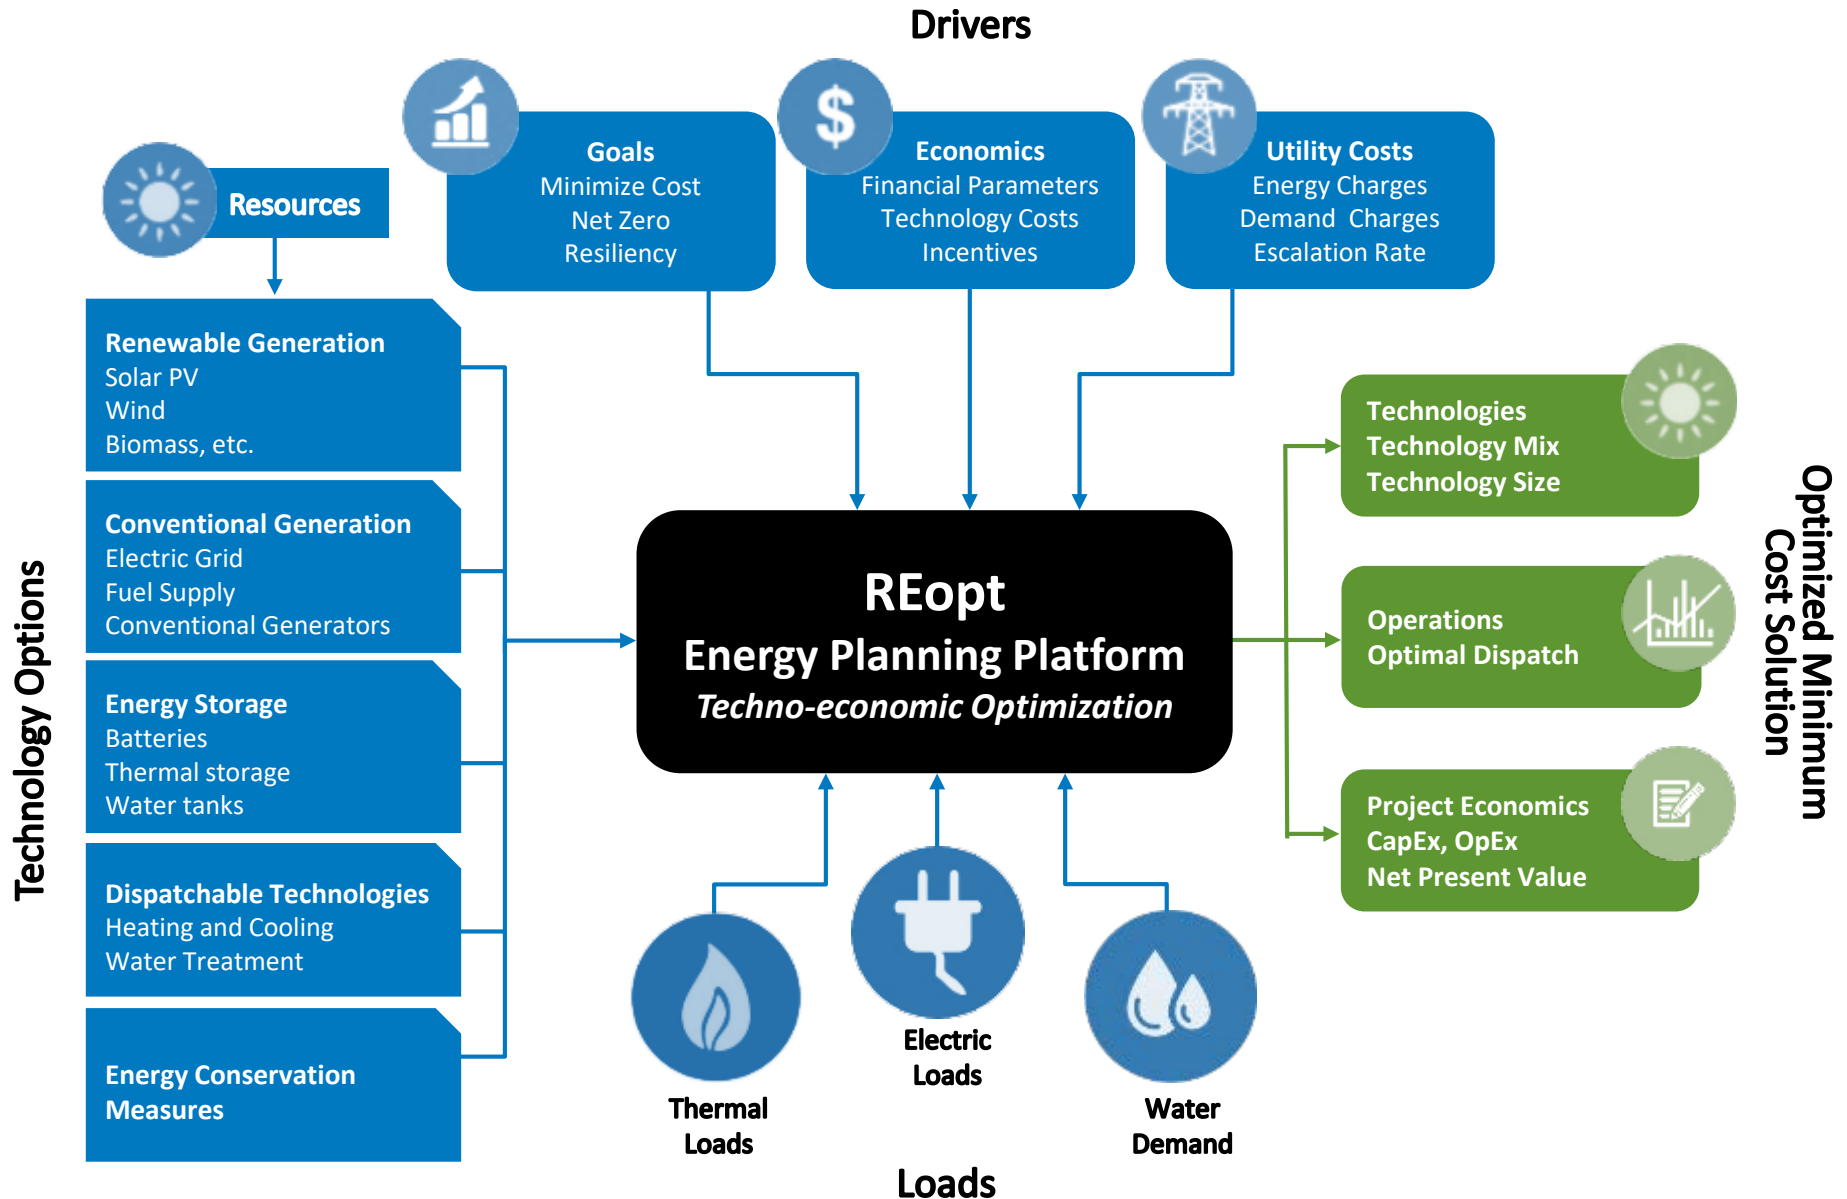 Drivers
Goals
Minimize Cost
Net Zero
Resiliency
$
Economics
Financial Parameters
Technology Costs
Incentives
Utility Costs
Energy Charges
Demand Charges
Escalation Rate
Resources
Technology Options
Renewable Generation
Solar PV
Wind
Biomass, etc.
Conventional Generation
Electric Grid
Fuel Supply
Conventional Generators
Energy Storage
Batteries
Thermal storage
Water tanks
Dispatchable Technologies
Heating and Cooling
Water Treatment
Energy Conservation
Measures
REopt
Energy Planning Platform
Techno-economic Optimization
Technologies
Technology Mix
Technology Size
Operations
Optimal Dispatch
Project Economics
CapEx, OpEx
Net Present Value
Optimized Minimum
Cost Solution
Thermal
Loads
Electric
Loads
Water
Demand
Loads